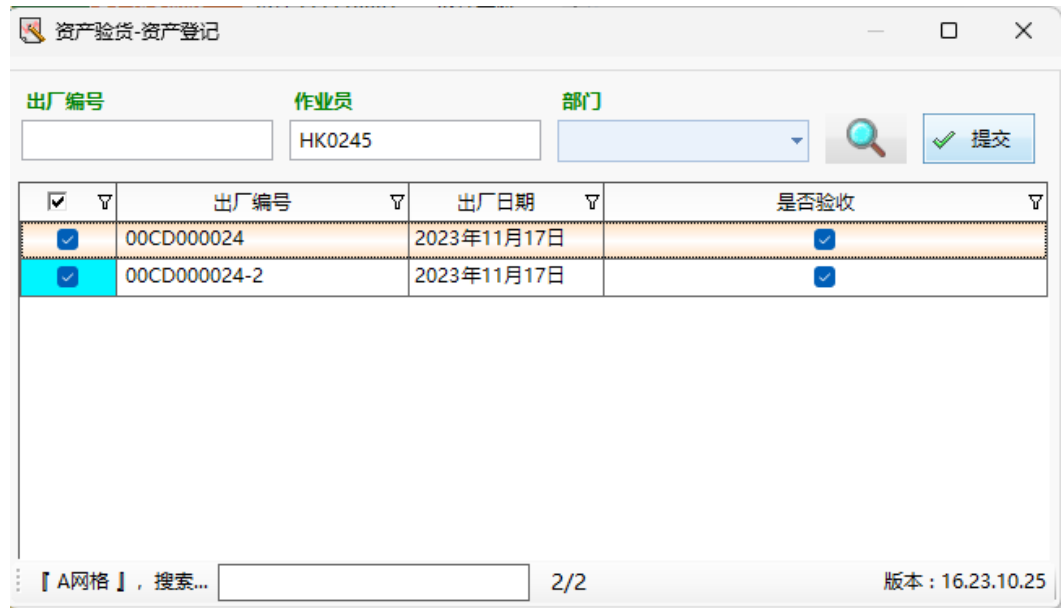 资产验货-资产登记
出厂编号 作业员 部门
HK0245 提交
出厂编号 出厂日期 是否验收
00CD000024 2023年11月17日
00CD000024-2 2023年11月17日
『 A网格 』, 搜索... 2/2 版本：16.23.10.25